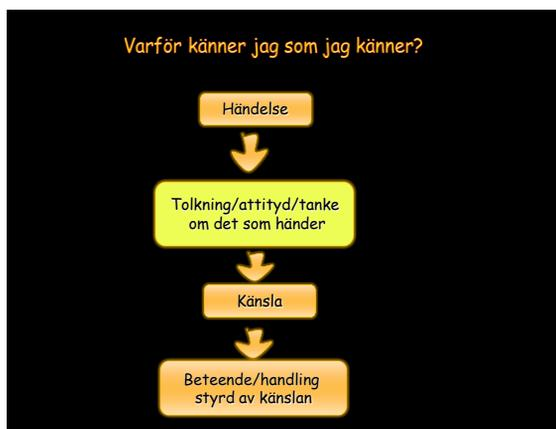 Varför känner jag som jag känner?
Händelse
Tolkning/attityd/tanke
om det som händer
Känsla
Beteende/handling
styrd av känslan